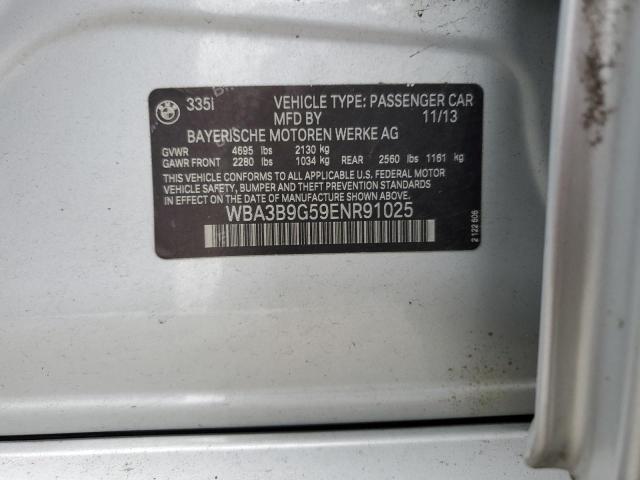 335i VEHICLE TYPE: PASSENGER CAR
MFD BY 11/13
BAYERISCHE MOTOREN WERKE AG
GVWR 4695 lbs 2130 kg
GAWR FRONT 2280 lbs 1034 kg REAR 2560 lbs 1161 kg
THIS VEHICLE CONFORMS TO ALL APPLICABLE U.S. FEDERAL MOTOR
VEHICLE SAFETY, BUMPER AND THEFT PREVENTION STANDARDS
IN EFFECT ON THE DATE OF MANUFACTURE SHOWN ABOVE.
WBA3B9G59ENR91025
2 122 606